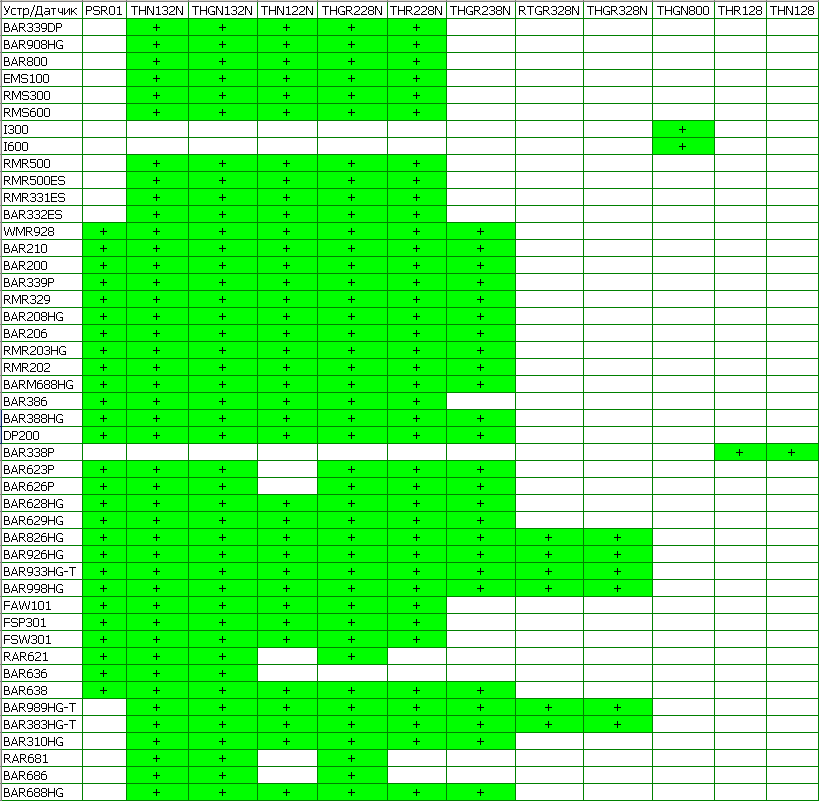 Устр/Датчик PSR01 THN132N THGN132N THN122N THGR228N THR228N THGR238N RTGR328N THGR328N THGN800 THR128 THN128
BAR339DP + + + + +
BAR908HG + + + + +
BAR800 + + + + +
EMS100 + + + + +
RMS300 + + + + +
RMS600 + + + + +
I300 +
I600 +
RMR500 + + + + +
RMR500ES + + + + +
RMR331ES + + + + +
BAR332ES + + + + +
WMR928 + + + + + + +
BAR210 + + + + + + +
BAR200 + + + + + + +
BAR339P + + + + + + +
RMR329 + + + + + + +
BAR208HG + + + + + + +
BAR206 + + + + + + +
RMR203HG + + + + + + +
RMR202 + + + + + + +
BARM688HG + + + + + + +
BAR386 + + + + + +
BAR388HG + + + + + + +
DP200 + + + + + + +
BAR338P + +
BAR623P + + + + + +
BAR626P + + + + + +
BAR628HG + + + + + + +
BAR629HG + + + + + + +
BAR826HG + + + + + + + + +
BAR926HG + + + + + + + + +
BAR933HG-T + + + + + + + + +
BAR998HG + + + + + + + + +
FAW101 + + + + + +
FSP301 + + + + + +
FSW301 + + + + + +
RAR621 + + + +
BAR636 + + +
BAR638 + + + + + + +
BAR989HG-T + + + + + + + +
BAR383HG-T + + + + + + + +
BAR310HG + + + + + +
RAR681 + + +
BAR686 + + +
BAR688HG + + + + + +